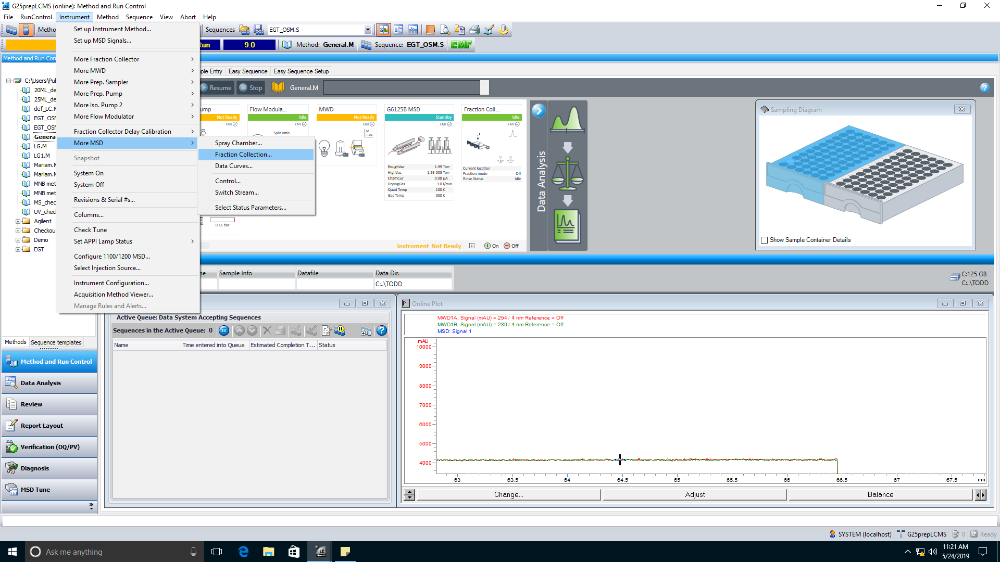 G25prepLCMS (online): Method and Run Control
File RunControl Instrument Method Sequence View Abort Help
Sequences EGT_OSM.S
9.0 Method: General.M Sequence: EGT_OSM.S EMF
Set up Instrument Method...
Set up MSD Signals...
More Fraction Collector
More MWD
More Prep. Sampler
More Prep. Pump
More Iso. Pump 2
More Flow Modulator
Fraction Collector Delay Calibration
More MSD
Snapshot
System On
System Off
Revisions & Serial #s...
Columns...
Check Tune
Set APPI Lamp Status
Configure 1100/1200 MSD...
Select Injection Source...
Instrument Configuration...
Acquisition Method Viewer...
Manage Rules and Alerts...
Spray Chamber...
Fraction Collection...
Data Curves...
Control...
Switch Stream...
Select Status Parameters...
Method and Run Con
C:\Users\Pul
20ML_de
25ML_de
def_LC.M
EGT_OSM
EGT_OSM
Genera
LG.M
LG1.M
Mariam.M
Mariam.M
MNB met
MNB met
MS_chec
UV_chec
Agilent
Checkou
Demo
EGT
Methods Sequence templates
Method and Run Control
Data Analysis
Review
Report Layout
Verification (OQ/PV)
Diagnosis
MSD Tune
ple Entry Easy Sequence Easy Sequence Setup
Resume Stop General.M
ump
Not Ready
EMF
0.11 bar
Flow Modula...
Idle
EMF
Split ratio
MWD
Not Ready
EMF
G6125B MSD
Standby
EMF
RoughVac 1.99 Torr
HighVac 1.2E-005 Torr
ChamCur 0.08 µA
DryingGas 3.0 l/min
Quad Temp 100 C
Gas Temp 300 C
Fraction Coll...
Idle
EMF
Current location
Fraction mode Off
Rinse Status Idle
Instrument Not Ready On Off
Data Analysis
Sampling Diagram
Show Sample Container Details
Sample Info Datafile Data Dir.
C:..\TODD
C:125 GB
C:..\TODD
Active Queue: Data System Accepting Sequences
Sequences in the Active Queue: 0
Name Time entered into Queue Estimated Completion T... Status
Online Plot
MWD1A, Signal (mAU) = 254 / 4 nm Reference = Off
MWD1B, Signal (mAU) = 280 / 4 nm Reference = Off
MSD: Signal 1
mAU
10000
9000
8000
7000
6000
5000
4000
63 63.5 64 64.5 65 65.5 66 66.5 67 67.5 min
Change... Adjust Balance
SYSTEM (localhost) G25prepLCMS 0 Ready
Ask me anything
11:21 AM
5/24/2019